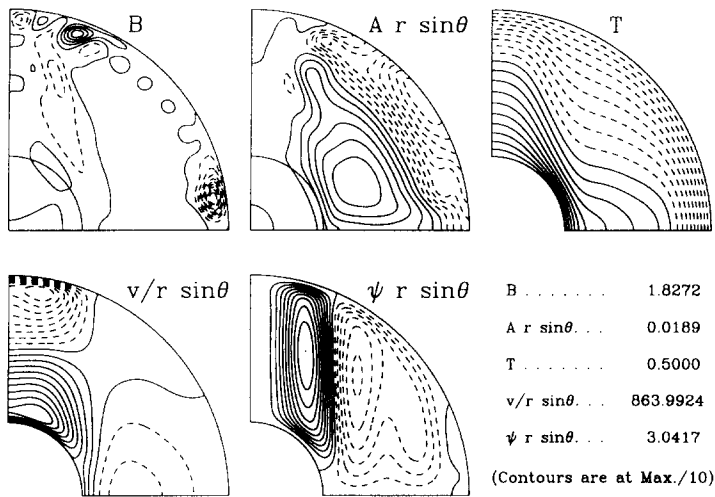 B
A r sinθ
T
v/r sinθ
ψ r sinθ
B . . . . . . . 1.8272
A r sinθ. . . 0.0189
T . . . . . . . 0.5000
v/r sinθ. . . 863.9924
ψ r sinθ. . . 3.0417
(Contours are at Max./10)